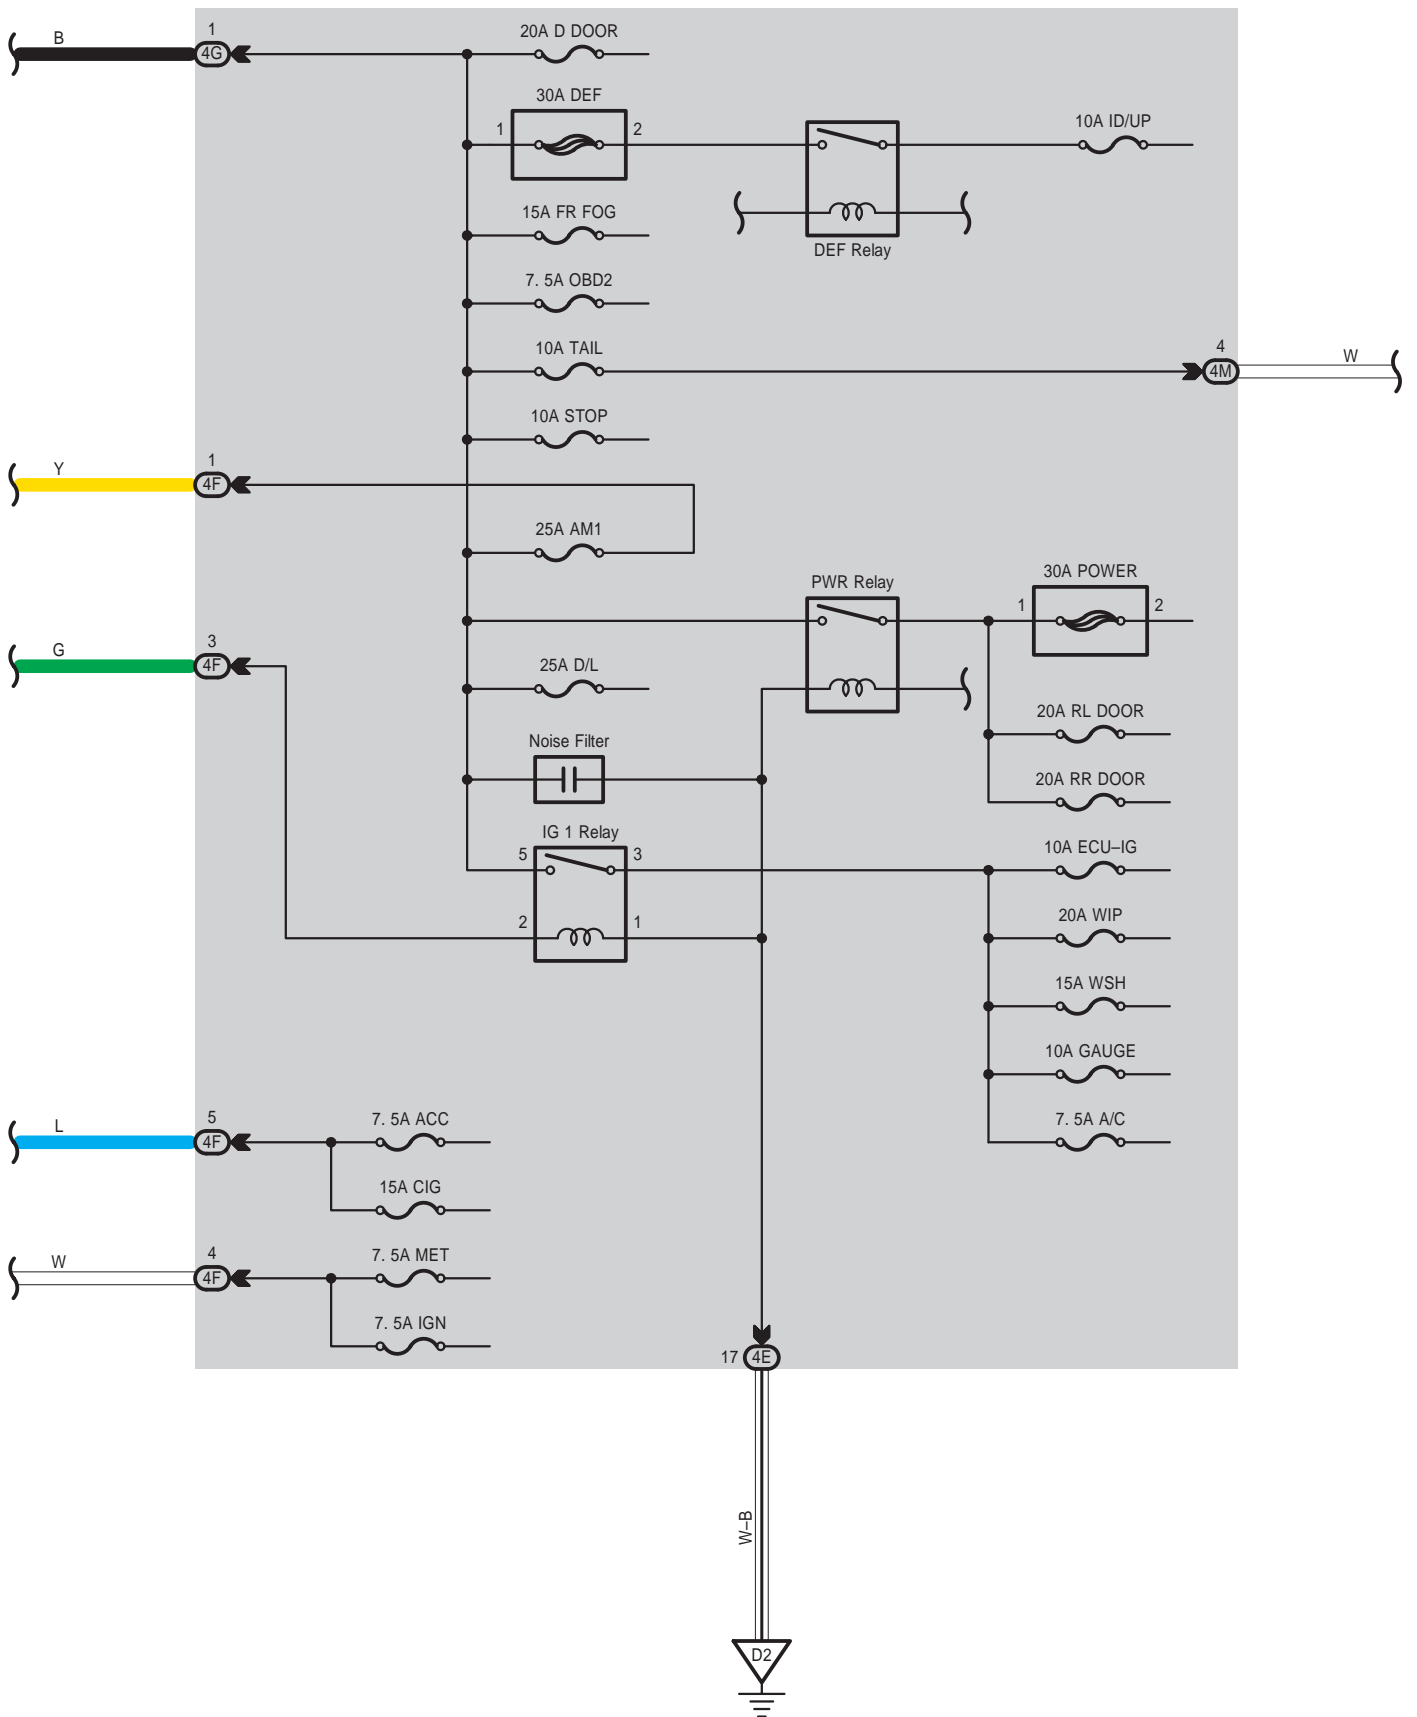 1
20A D DOOR
B
4G
30A DEF
10A ID/UP
1
2
15A FR FOG
DEF Relay
7. 5A OBD2
10A TAIL
4
W
4M
10A STOP
1
Y
4F
25A AM1
PWR Relay
30A POWER
1
2
3
G
4F
25A D/L
20A RL DOOR
Noise Filter
20A RR DOOR
IG 1 Relay
5
3
10A ECU–IG
2
1
20A WIP
15A WSH
10A GAUGE
5
7. 5A ACC
7. 5A A/C
L
4F
15A CIG
4
7. 5A MET
W
4F
7. 5A IGN
17
4E
W–B
D2